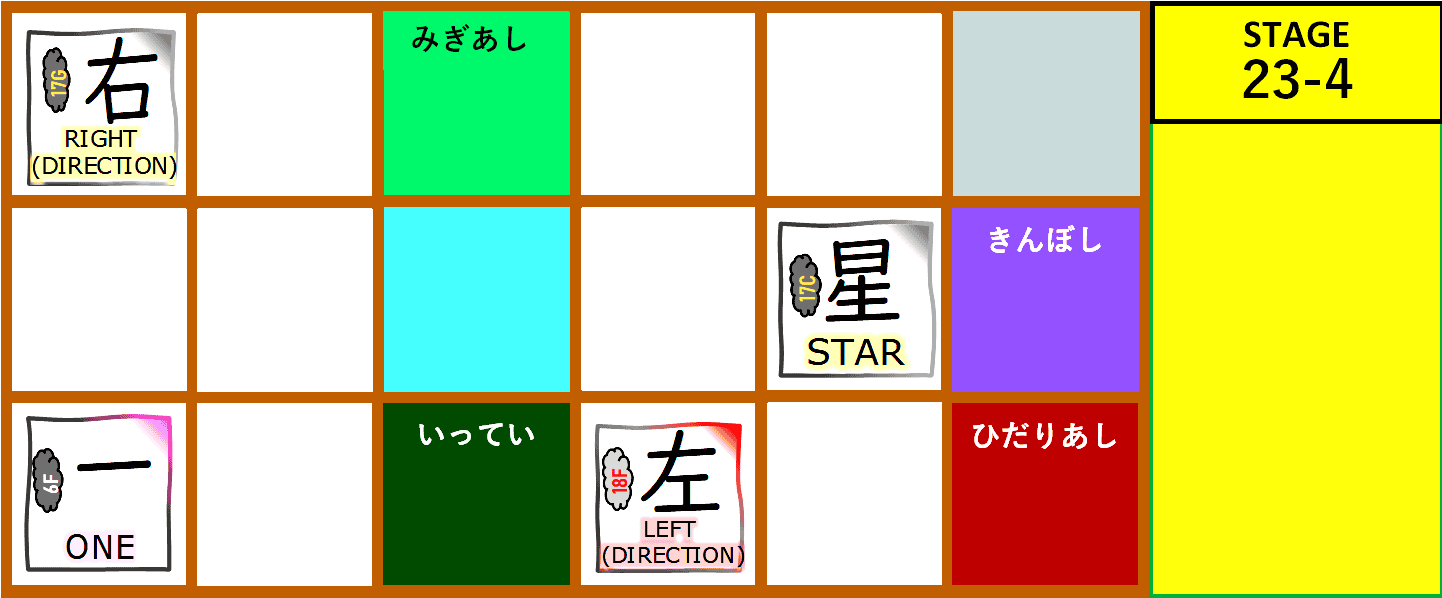 17G
右
RIGHT
(DIRECTION)
みぎあし
STAGE
23-4
17C
星
STAR
きんぼし
6F
一
ONE
いってい
18F
左
LEFT
(DIRECTION)
ひだりあし